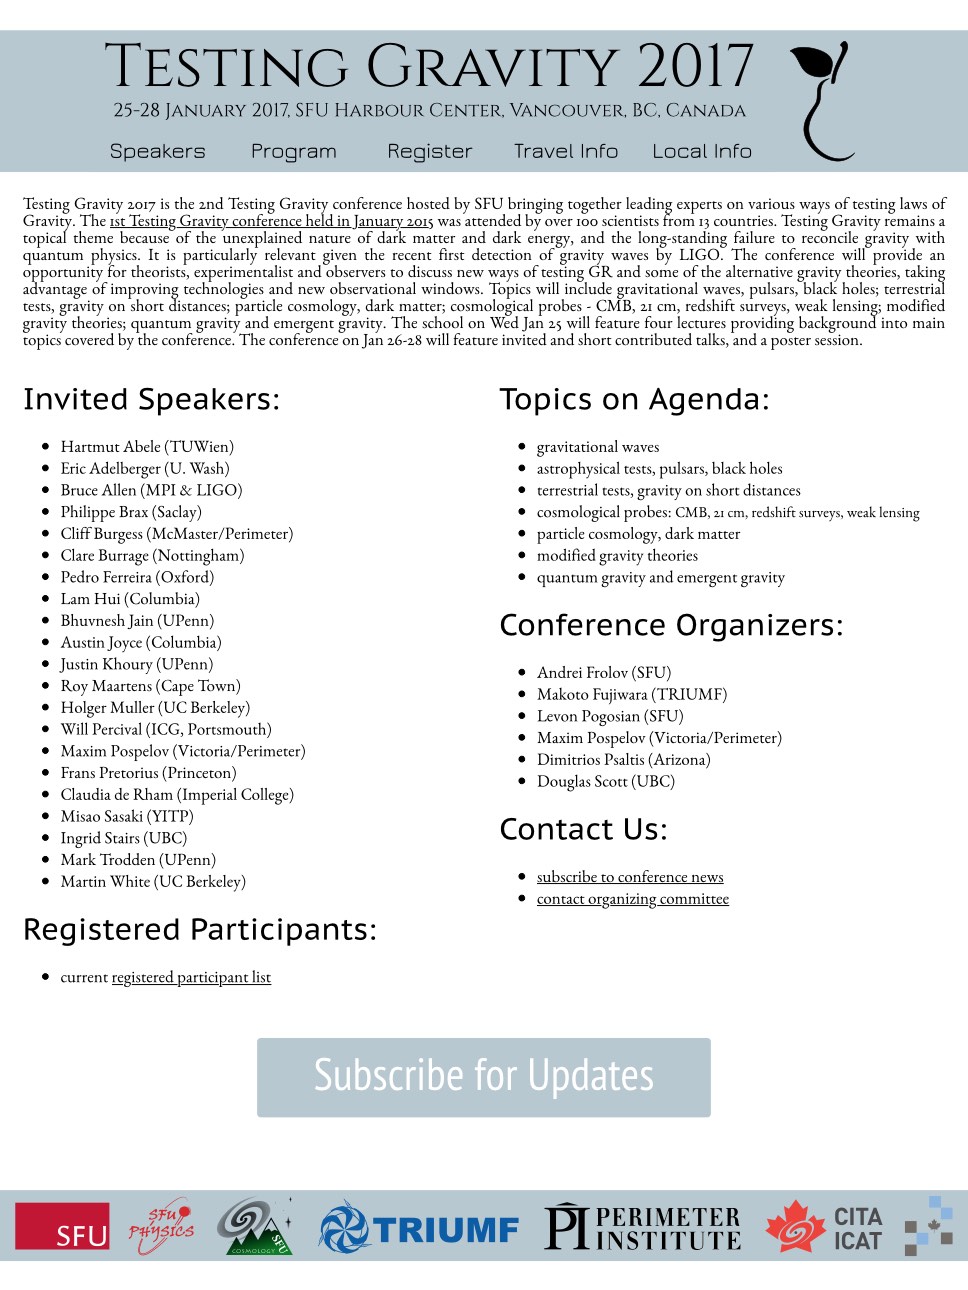 Testing Gravity 2017
25-28 January 2017, SFU Harbour Center, Vancouver, BC, Canada
Speakers Program Register Travel Info Local Info
Testing Gravity 2017 is the 2nd Testing Gravity conference hosted by SFU bringing together leading experts on various ways of testing laws of
Gravity. The 1st Testing Gravity conference held in January 2015 was attended by over 100 scientists from 13 countries. Testing Gravity remains a
topical theme because of the unexplained nature of dark matter and dark energy, and the long-standing failure to reconcile gravity with
quantum physics. It is particularly relevant given the recent first detection of gravity waves by LIGO. The conference will provide an
opportunity for theorists, experimentalist and observers to discuss new ways of testing GR and some of the alternative gravity theories, taking
advantage of improving technologies and new observational windows. Topics will include gravitational waves, pulsars, black holes; terrestrial
tests, gravity on short distances; particle cosmology, dark matter; cosmological probes - CMB, 21 cm, redshift surveys, weak lensing; modified
gravity theories; quantum gravity and emergent gravity. The school on Wed Jan 25 will feature four lectures providing background into main
topics covered by the conference. The conference on Jan 26-28 will feature invited and short contributed talks, and a poster session.
Invited Speakers:
• Hartmut Abele (TUWien)
• Eric Adelberger (U. Wash)
• Bruce Allen (MPI & LIGO)
• Philippe Brax (Saclay)
• Cliff Burgess (McMaster/Perimeter)
• Clare Burrage (Nottingham)
• Pedro Ferreira (Oxford)
• Lam Hui (Columbia)
• Bhuvnesh Jain (UPenn)
• Austin Joyce (Columbia)
• Justin Khoury (UPenn)
• Roy Maartens (Cape Town)
• Holger Muller (UC Berkeley)
• Will Percival (ICG, Portsmouth)
• Maxim Pospelov (Victoria/Perimeter)
• Frans Pretorius (Princeton)
• Claudia de Rham (Imperial College)
• Misao Sasaki (YITP)
• Ingrid Stairs (UBC)
• Mark Trodden (UPenn)
• Martin White (UC Berkeley)
Registered Participants:
• current registered participant list
Topics on Agenda:
• gravitational waves
• astrophysical tests, pulsars, black holes
• terrestrial tests, gravity on short distances
• cosmological probes: CMB, 21 cm, redshift surveys, weak lensing
• particle cosmology, dark matter
• modified gravity theories
• quantum gravity and emergent gravity
Conference Organizers:
• Andrei Frolov (SFU)
• Makoto Fujiwara (TRIUMF)
• Levon Pogosian (SFU)
• Maxim Pospelov (Victoria/Perimeter)
• Dimitrios Psaltis (Arizona)
• Douglas Scott (UBC)
Contact Us:
• subscribe to conference news
• contact organizing committee
Subscribe for Updates
SFU
SFU
PHYSICS
COSMOLOGY SFU
TRIUMF
PI PERIMETER
INSTITUTE
CITA
ICAT